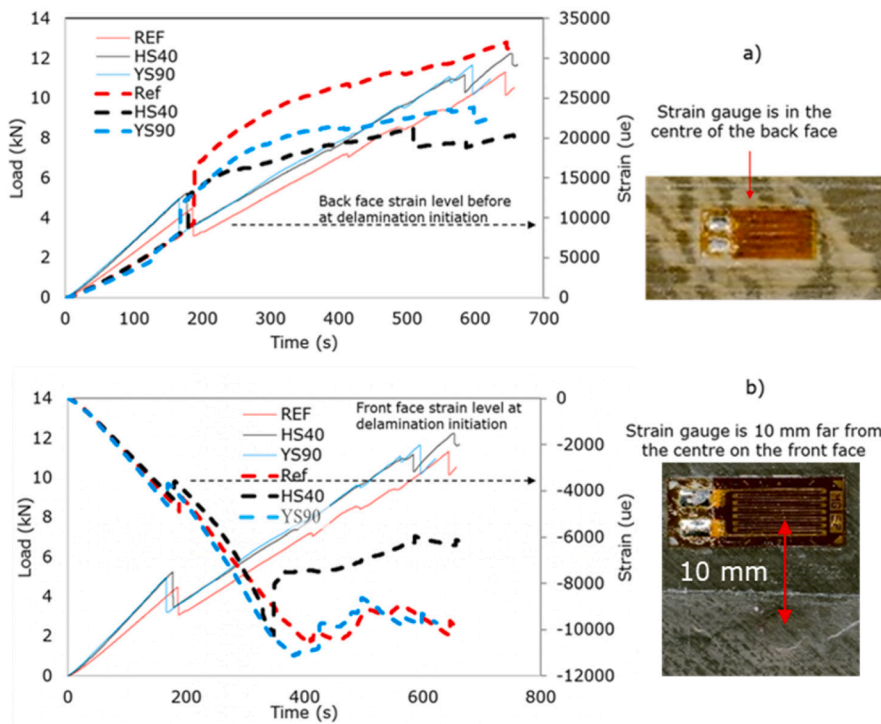 14
12
10
8
6
4
2
0
Load (kN)
REF
HS40
YS90
Ref
HS40
YS90
Back face strain level before
at delamination initiation
35000
30000
25000
20000
15000
10000
5000
0
Strain (ue)
0
100
200
300
400
500
600
700
Time (s)
a)
Strain gauge is in the
centre of the back face
14
12
10
8
6
4
2
0
Load (kN)
REF
HS40
YS90
Ref
HS40
YS90
Front face strain level at
delamination initiation
0
-2000
-4000
-6000
-8000
-10000
-12000
Strain (ue)
0
200
400
600
800
Time (s)
b)
Strain gauge is 10 mm far from
the centre on the front face
10 mm